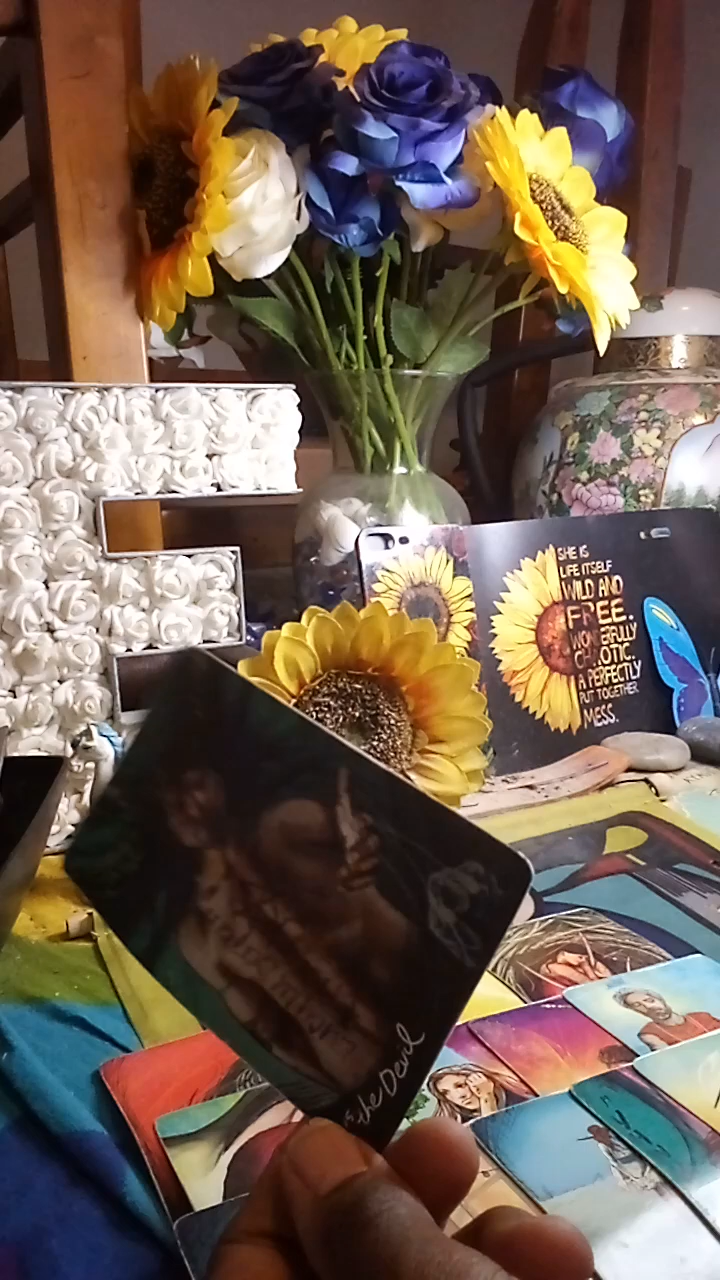 SHE IS
LIFE ITSELF
WILD AND
FREE.
WONDERFULLY
CHAOTIC.
A PERFECTLY
PUT TOGETHER
MESS.
the Devil